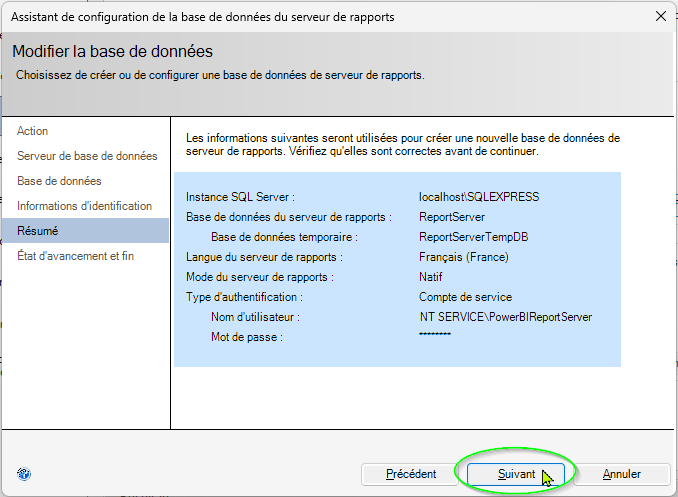 Assistant de configuration de la base de données du serveur de rapports
Modifier la base de données
Choisissez de créer ou de configurer une base de données de serveur de rapports.
Action
Serveur de base de données
Base de données
Informations d'identification
Résumé
État d'avancement et fin
Les informations suivantes seront utilisées pour créer une nouvelle base de données de
serveur de rapports. Vérifiez qu'elles sont correctes avant de continuer.
Instance SQL Server : localhost\SQLEXPRESS
Base de données du serveur de rapports : ReportServer
Base de données temporaire : ReportServerTempDB
Langue du serveur de rapports : Français (France)
Mode du serveur de rapports : Natif
Type d'authentification : Compte de service
Nom d'utilisateur : NT SERVICE\PowerBIReportServer
Mot de passe : ********
Précédent Suivant Annuler